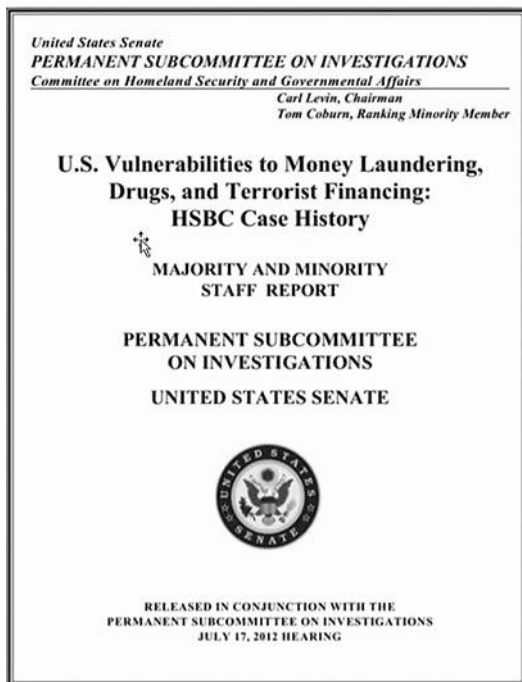 United States Senate
PERMANENT SUBCOMMITTEE ON INVESTIGATIONS
Committee on Homeland Security and Governmental Affairs
Carl Levin, Chairman
Tom Coburn, Ranking Minority Member
U.S. Vulnerabilities to Money Laundering,
Drugs, and Terrorist Financing:
HSBC Case History
MAJORITY AND MINORITY
STAFF REPORT
PERMANENT SUBCOMMITTEE
ON INVESTIGATIONS
UNITED STATES SENATE
UNITED STATES
SENATE
RELEASED IN CONJUNCTION WITH THE
PERMANENT SUBCOMMITTEE ON INVESTIGATIONS
JULY 17, 2012 HEARING